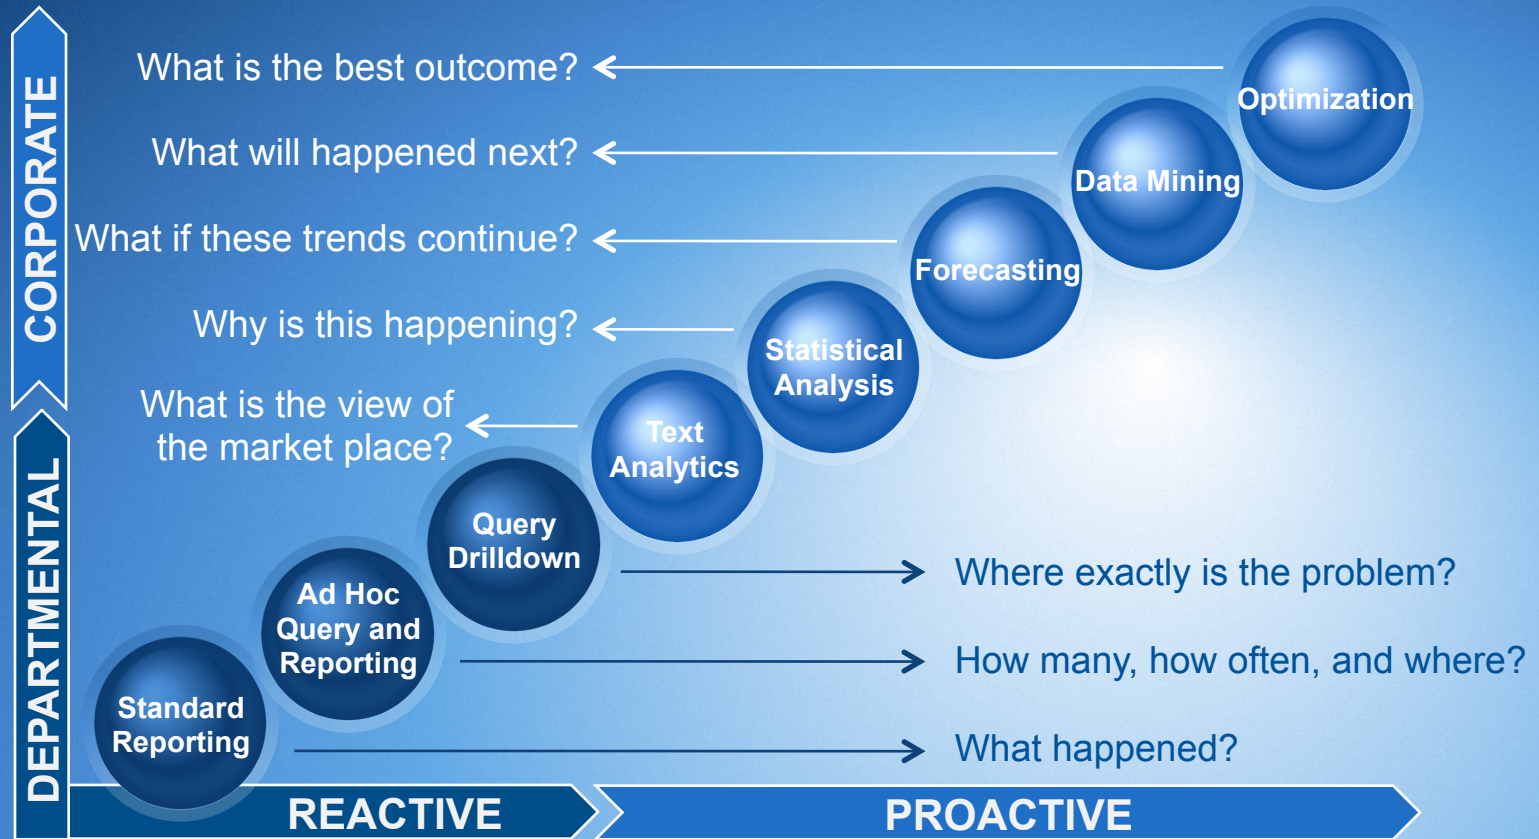 CORPORATE
DEPARTMENTAL
What is the best outcome?
Optimization
What will happened next?
Data Mining
What if these trends continue?
Forecasting
Why is this happening?
Statistical
Analysis
What is the view of
the market place?
Text
Analytics
Query
Drilldown
Where exactly is the problem?
Ad Hoc
Query and
Reporting
How many, how often, and where?
Standard
Reporting
What happened?
REACTIVE
PROACTIVE